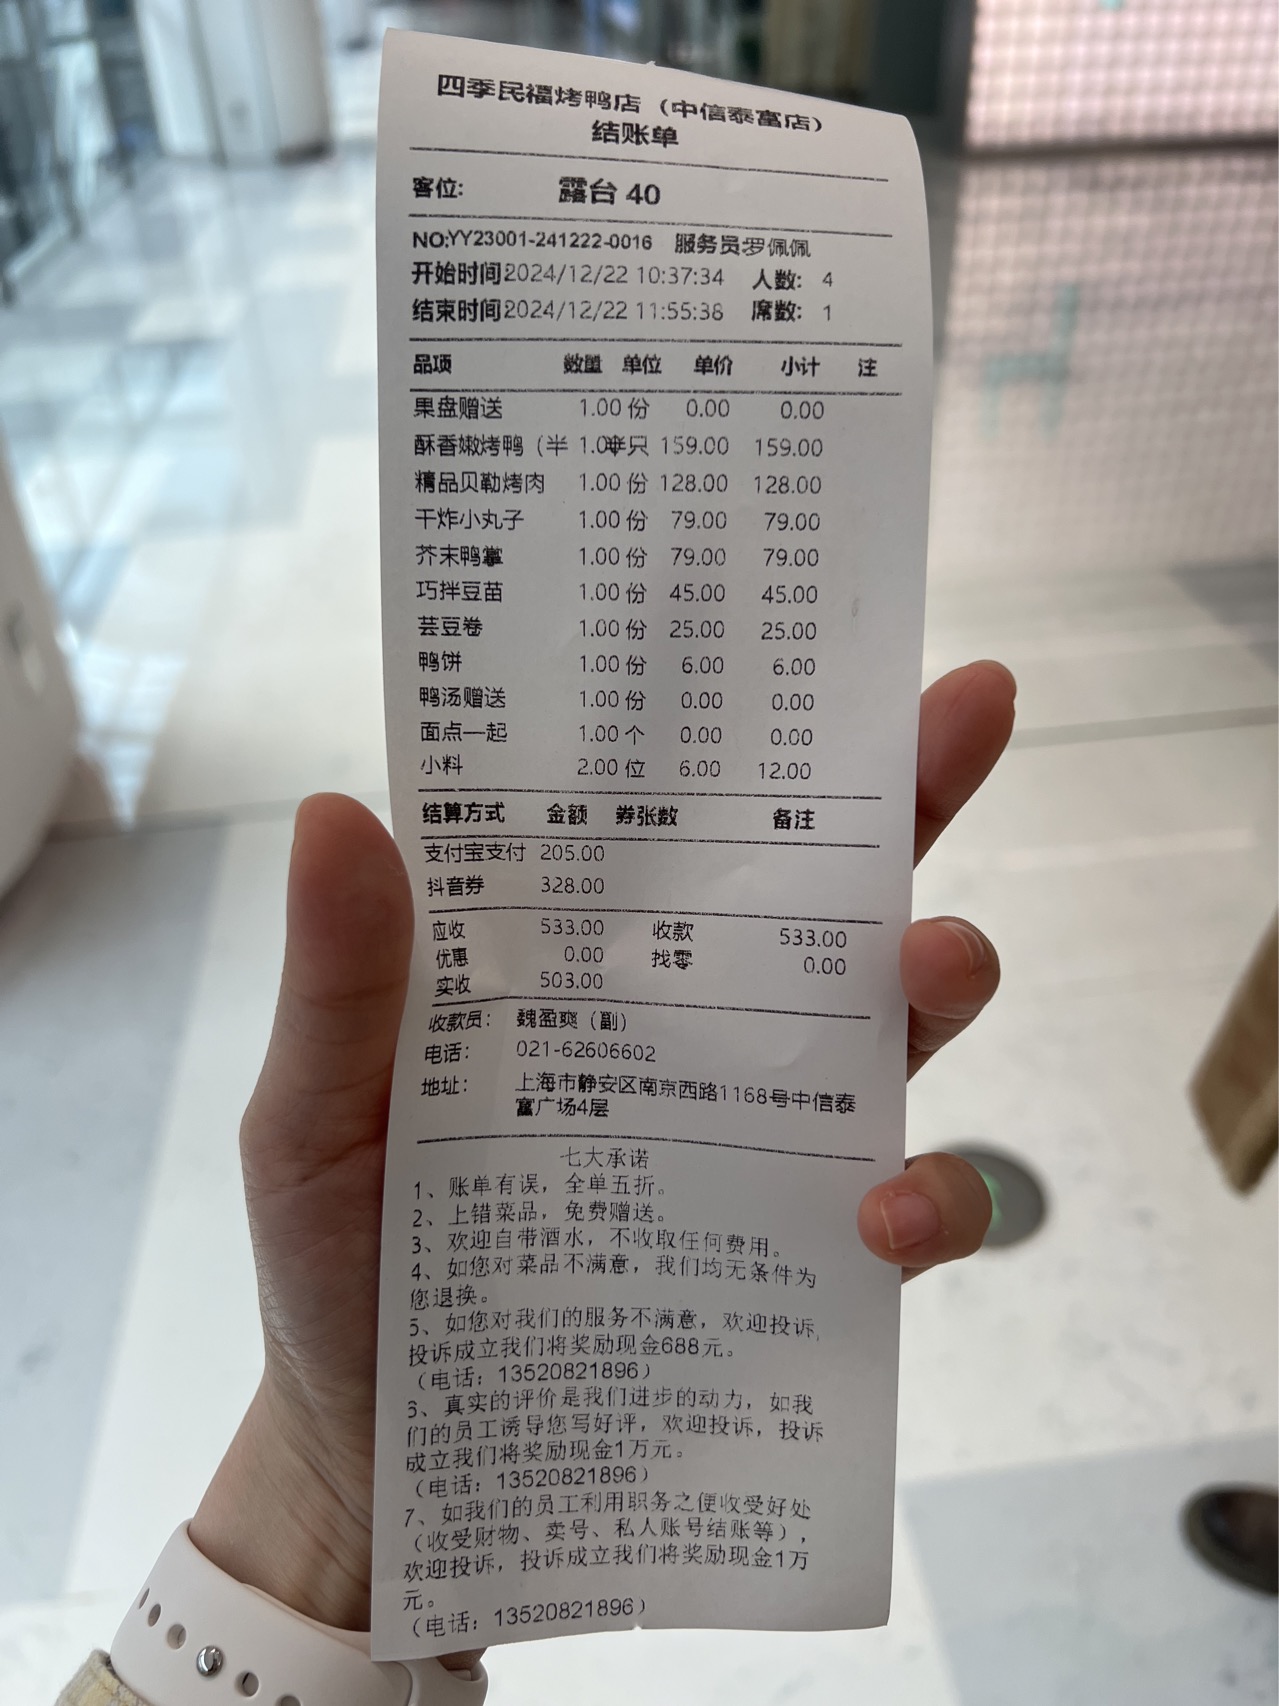 四季民福烤鸭店（中信泰富店）
结账单
客位: 露台 40
NO:YY23001-241222-0016 服务员罗佩佩
开始时间2024/12/22 10:37:34 人数: 4
结束时间2024/12/22 11:55:38 席数: 1
品项 数量 单位 单价 小计 注
果盘赠送 1.00 份 0.00 0.00
酥香嫩烤鸭（半 1.00 半只 159.00 159.00
精品贝勒烤肉 1.00 份 128.00 128.00
干炸小丸子 1.00 份 79.00 79.00
芥末鸭掌 1.00 份 79.00 79.00
巧拌豆苗 1.00 份 45.00 45.00
芸豆卷 1.00 份 25.00 25.00
鸭饼 1.00 份 6.00 6.00
鸭汤赠送 1.00 份 0.00 0.00
面点一起 1.00 个 0.00 0.00
小料 2.00 位 6.00 12.00
结算方式 金额 券张数 备注
支付宝支付 205.00
抖音券 328.00
应收 533.00 收款 533.00
优惠 0.00 找零 0.00
实收 503.00
收款员: 魏盈爽（副）
电话: 021-62606602
地址: 上海市静安区南京西路1168号中信泰
富广场4层
七大承诺
1、账单有误，全单五折。
2、上错菜品，免费赠送。
3、欢迎自带酒水，不收取任何费用。
4、如您对菜品不满意，我们均无条件为
您退换。
5、如您对我们的服务不满意，欢迎投诉,
投诉成立我们将奖励现金688元。
（电话：13520821896）
6、真实的评价是我们进步的动力，如我
们的员工诱导您写好评，欢迎投诉，投诉
成立我们将奖励现金1万元。
（电话：13520821896）
7、如我们的员工利用职务之便收受好处
（收受财物、卖号、私人账号结账等），
欢迎投诉，投诉成立我们将奖励现金1万
元。
（电话：13520821896）